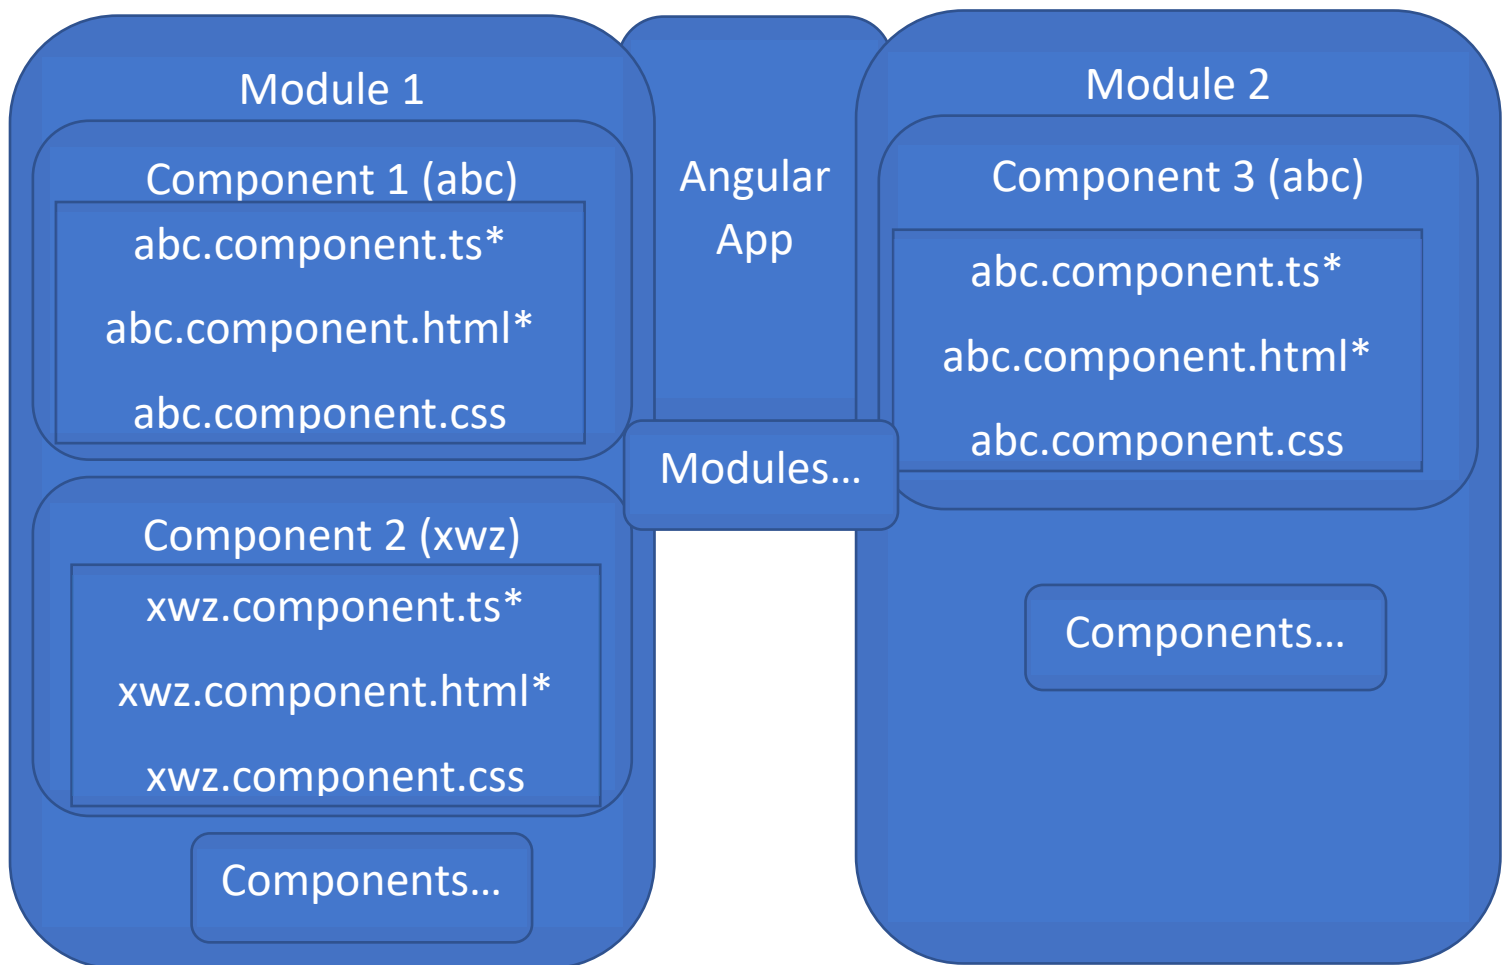 Module 1
Component 1 (abc)
abc.component.ts*
abc.component.html*
abc.component.css
Component 2 (xwz)
xwz.component.ts*
xwz.component.html*
xwz.component.css
Components...
Angular
App
Modules...
Module 2
Component 3 (abc)
abc.component.ts*
abc.component.html*
abc.component.css
Components...